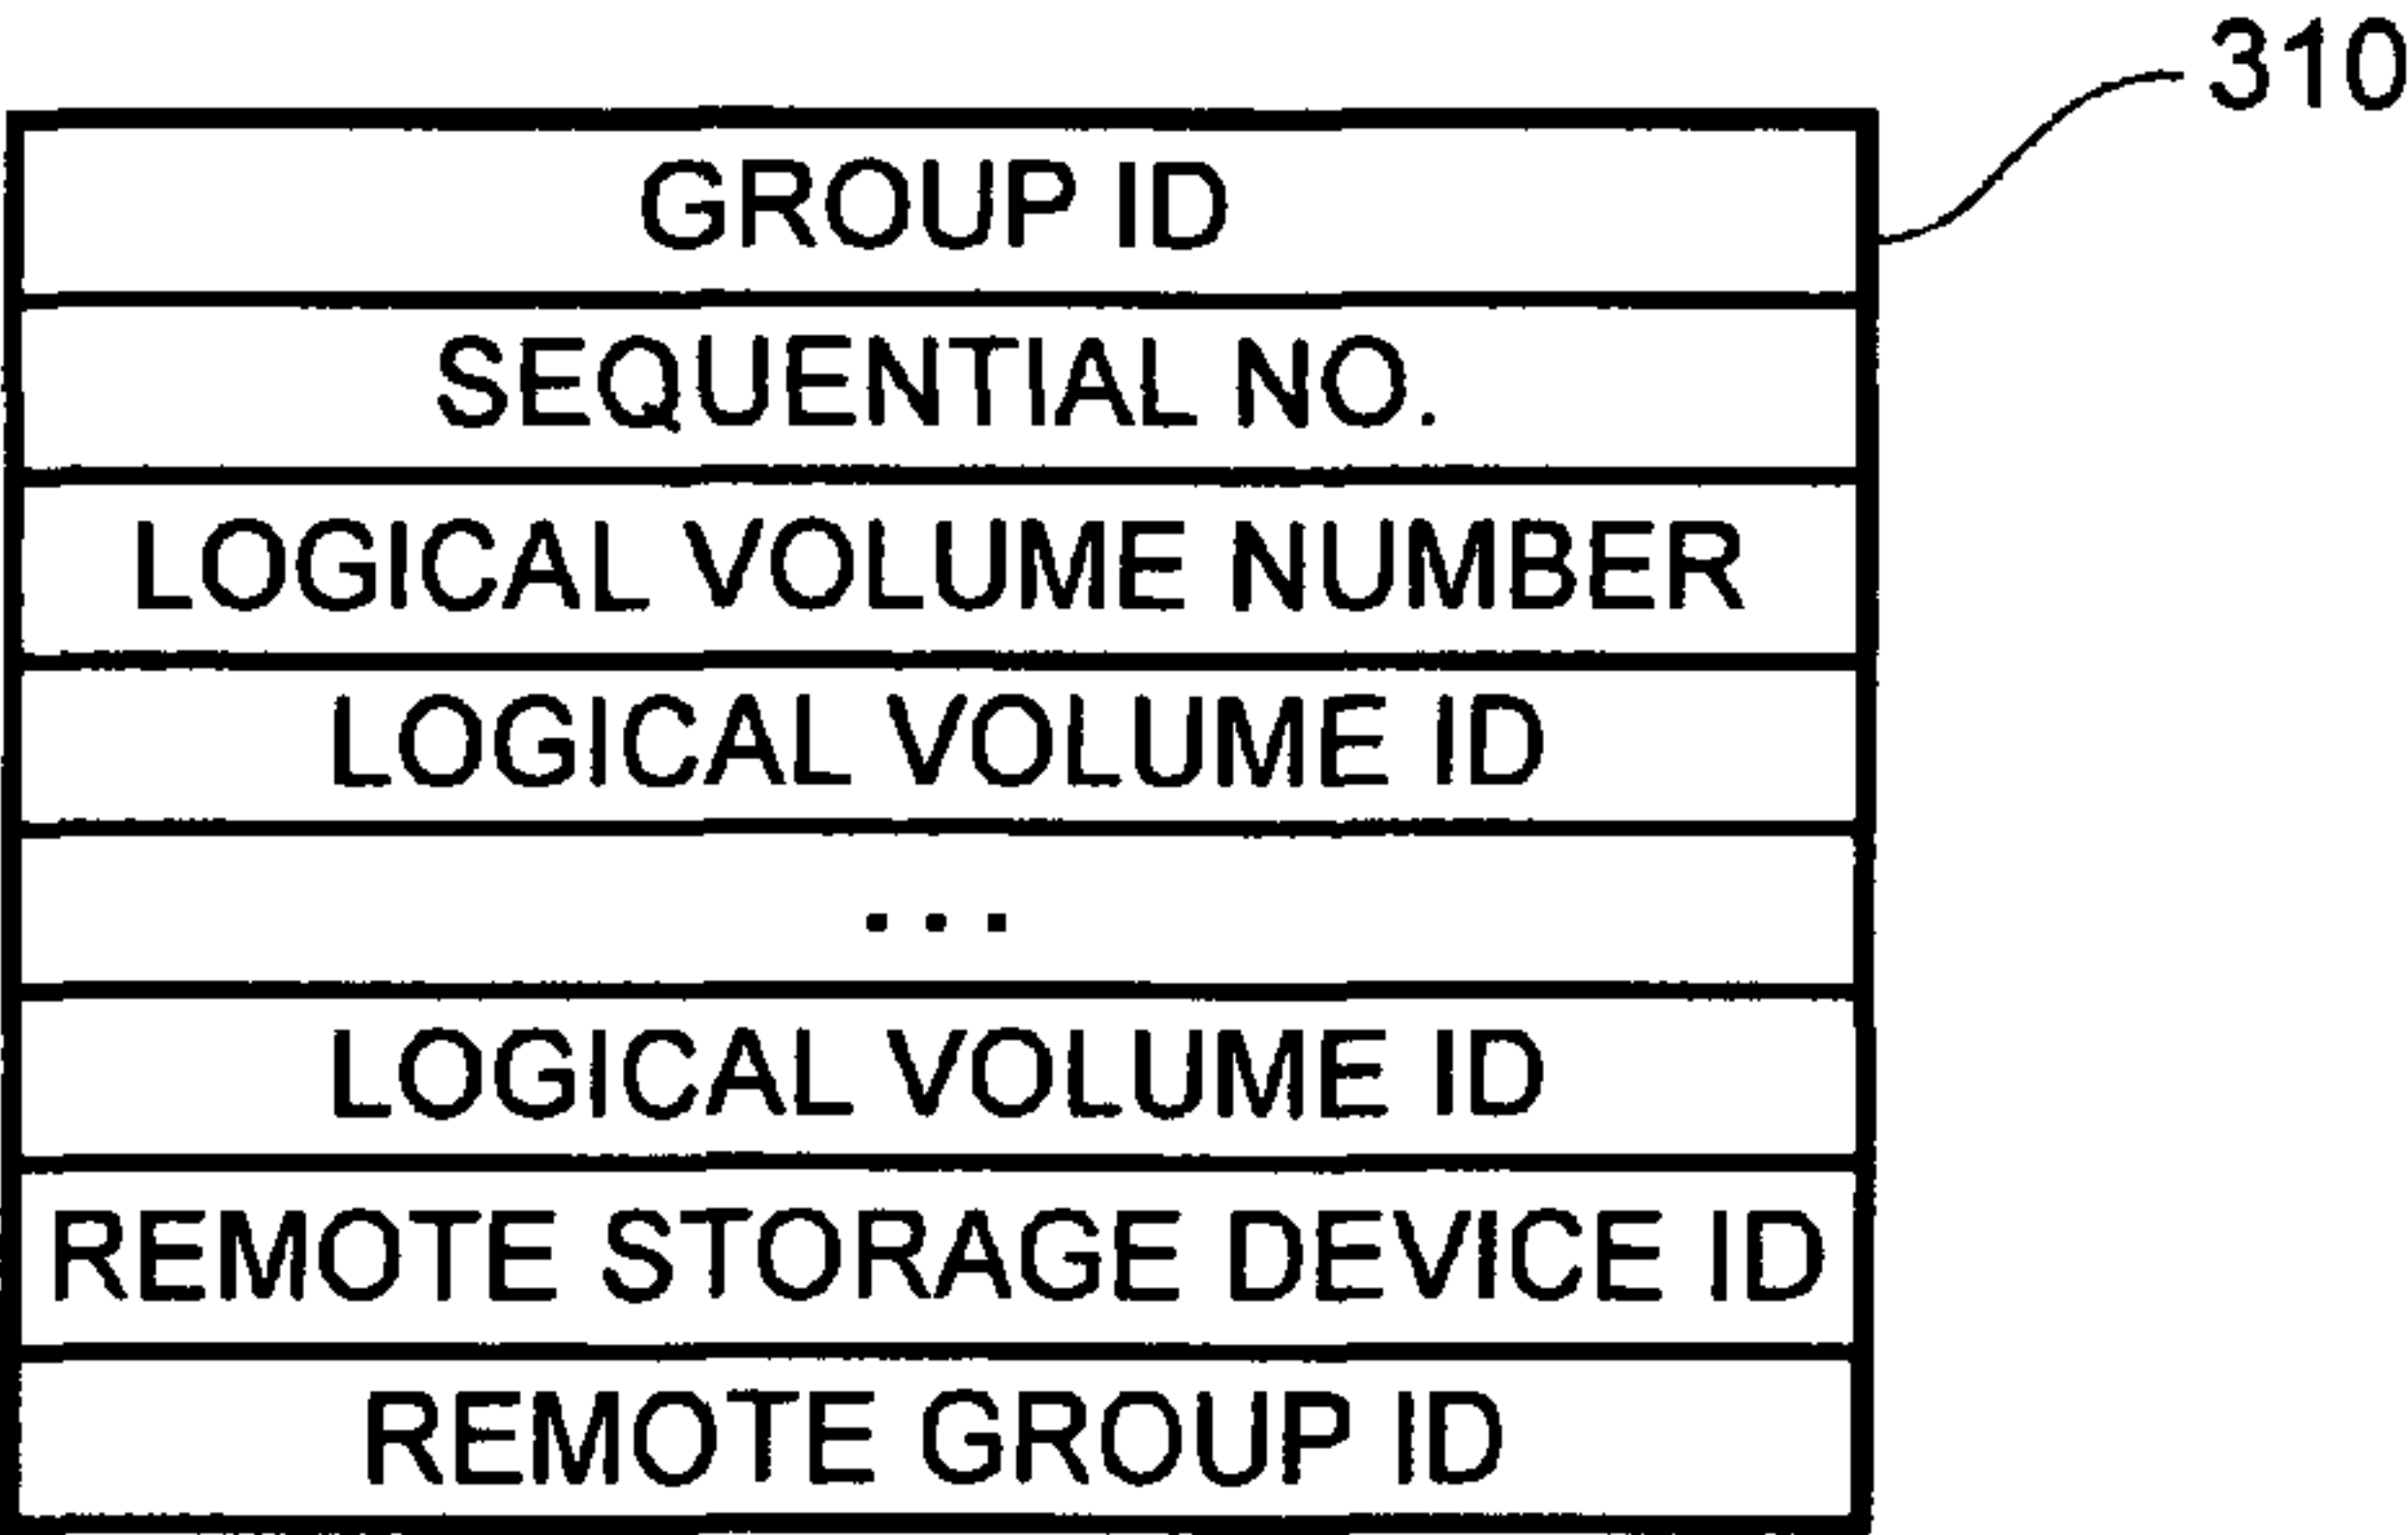 310
GROUP ID
SEQUENTIAL NO.
LOGICAL VOLUME NUMBER
LOGICAL VOLUME ID
...
LOGICAL VOLUME ID
REMOTE STORAGE DEVICE ID
REMOTE GROUP ID